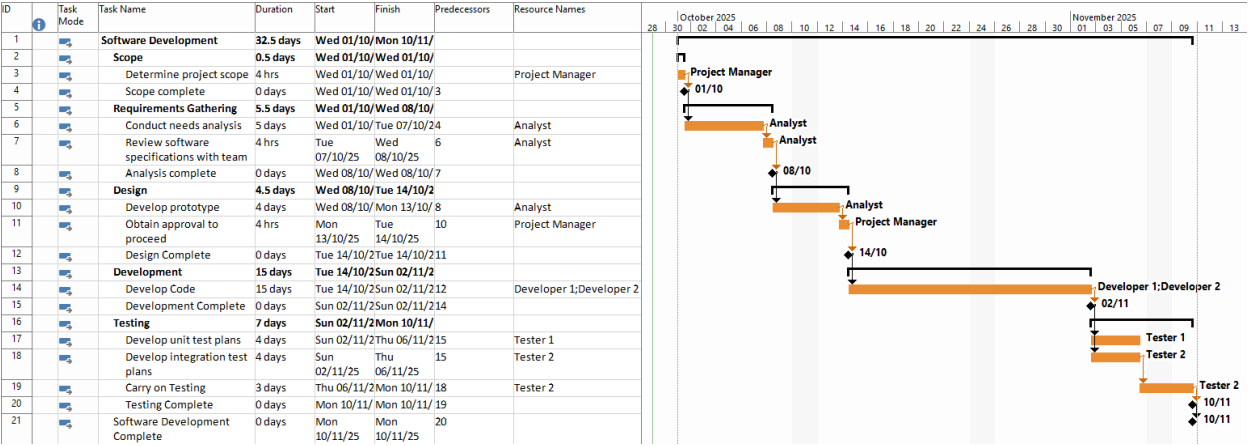 ID Task Mode Task Name Duration Start Finish Predecessors Resource Names
October 2025 November 2025
28 30 02 04 06 08 10 12 14 16 18 20 22 24 26 28 30 01 03 05 07 09 11 13
1 Software Development 32.5 days Wed 01/10/ Mon 10/11/
2 Scope 0.5 days Wed 01/10/ Wed 01/10/
3 Determine project scope 4 hrs Wed 01/10/ Wed 01/10/ Project Manager Project Manager
4 Scope complete 0 days Wed 01/10/ Wed 01/10/ 3 01/10
5 Requirements Gathering 5.5 days Wed 01/10/ Wed 08/10/
6 Conduct needs analysis 5 days Wed 01/10/ Tue 07/10/2 4 Analyst Analyst
7 Review software specifications with team 4 hrs Tue 07/10/25 Wed 08/10/25 6 Analyst Analyst
8 Analysis complete 0 days Wed 08/10/ Wed 08/10/ 7 08/10
9 Design 4.5 days Wed 08/10/ Tue 14/10/2
10 Develop prototype 4 days Wed 08/10/ Mon 13/10/ 8 Analyst Analyst
11 Obtain approval to proceed 4 hrs Mon 13/10/25 Tue 14/10/25 10 Project Manager Project Manager
12 Design Complete 0 days Tue 14/10/2 Tue 14/10/2 11 14/10
13 Development 15 days Tue 14/10/2 Sun 02/11/2
14 Develop Code 15 days Tue 14/10/2 Sun 02/11/2 12 Developer 1;Developer 2 Developer 1;Developer 2
15 Development Complete 0 days Sun 02/11/2 Sun 02/11/2 14 02/11
16 Testing 7 days Sun 02/11/2 Mon 10/11/
17 Develop unit test plans 4 days Sun 02/11/2 Thu 06/11/2 15 Tester 1 Tester 1
18 Develop integration test plans 4 days Sun 02/11/25 Thu 06/11/25 15 Tester 2 Tester 2
19 Carry on Testing 3 days Thu 06/11/2 Mon 10/11/ 18 Tester 2 Tester 2
20 Testing Complete 0 days Mon 10/11/ Mon 10/11/ 19 10/11
21 Software Development Complete 0 days Mon 10/11/25 Mon 10/11/25 20 10/11